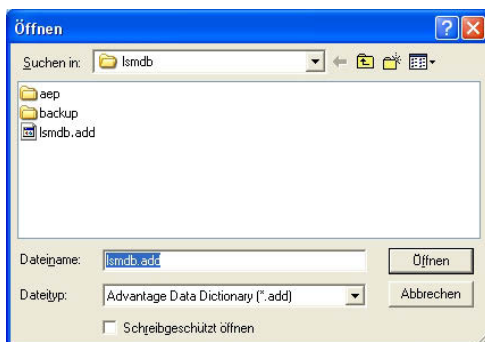 Öffnen
Suchen in: lsmdb
aep
backup
lsmdb.add
Dateiname: lsmdb.add Öffnen
Dateityp: Advantage Data Dictionary (*.add) Abbrechen
Schreibgeschützt öffnen